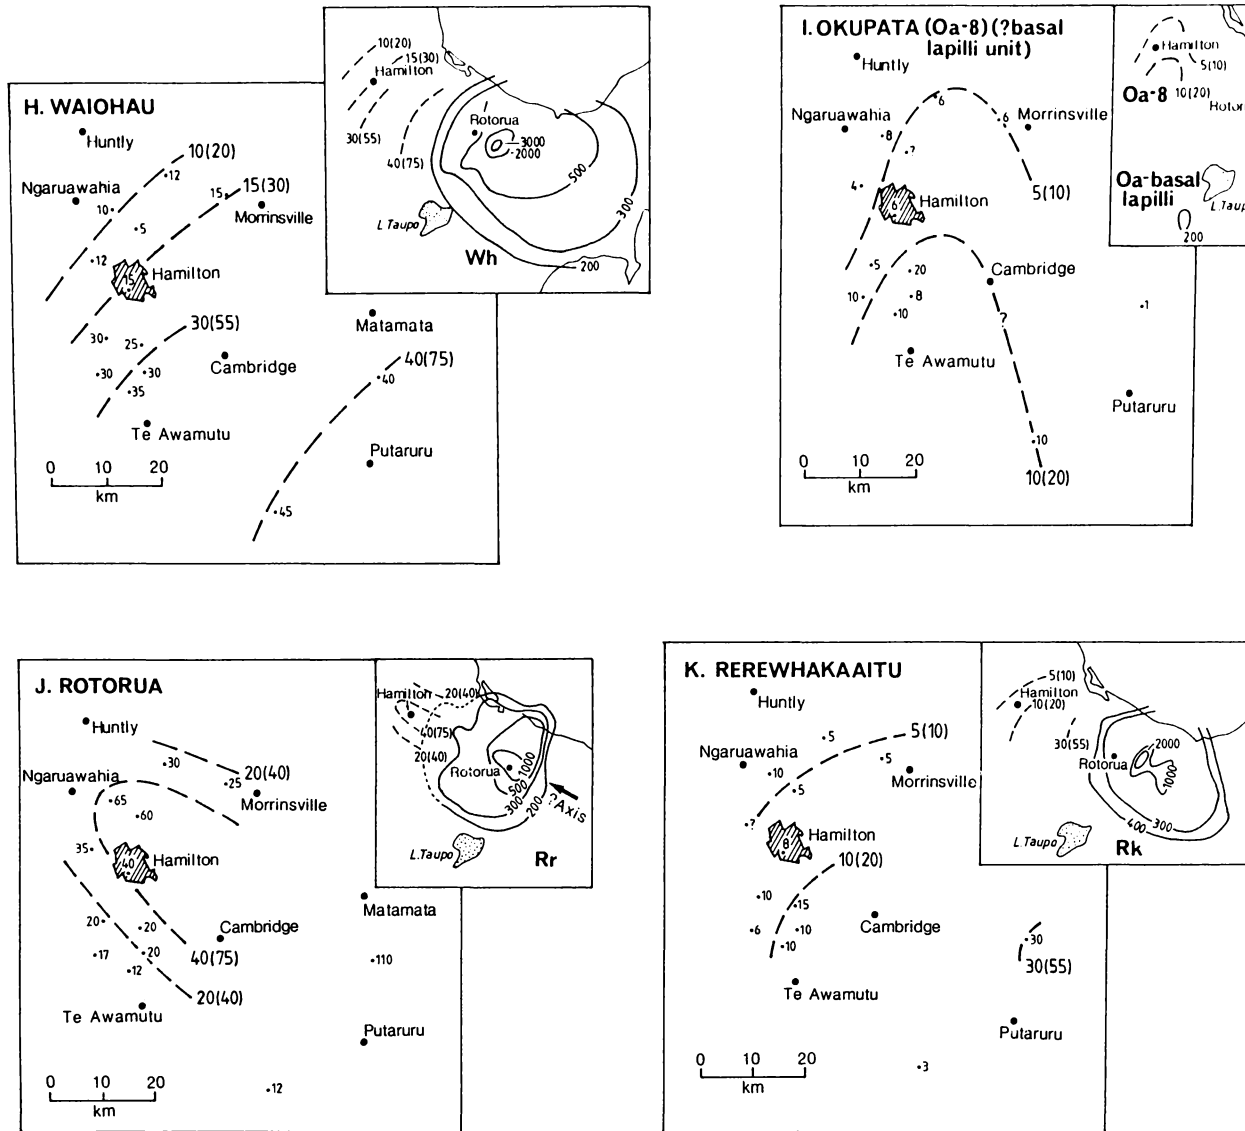 H. WAIOHAU
Huntly
10(20)
12
Ngaruawahia
15
15(30)
10
Morrinsville
5
12
Hamilton
15
30(55)
30
25
Matamata
Cambridge
40(75)
30
30
40
35
Te Awamutu
Putaruru
0 10 20
km
45
10(20)
15(30)
Hamilton
30(55)
40(75)
Rotorua
3000
2000
500
300
L.Taupo
Wh
200
I. OKUPATA (Oa-8) (?basal
lapilli unit)
Huntly
6
Ngaruawahia
8
6
Morrinsville
?
4
5(10)
Hamilton
6
5
20
Cambridge
10
8
10
?
1
Te Awamutu
Putaruru
10
0 10 20
km
10(20)
Hamilton
5(10)
Oa-8
10(20)
Rotor
Oa-basal
lapilli
L.Taupo
200
J. ROTORUA
Huntly
30
20(40)
Ngaruawahia
25
Morrinsville
65
60
35
Hamilton
40
Matamata
20
20
Cambridge
17
20
40(75)
110
12
20(40)
Te Awamutu
Putaruru
0 10 20
km
12
Hamilton
20(40)
40(75)
20(40)
Rotorua
1000
500
300
200
?Axis
L.Taupo
Rr
K. REREWHAKAAITU
Huntly
5
5(10)
Ngaruawahia
5
10
Morrinsville
5
?
Hamilton
8
10(20)
10
15
Cambridge
6
10
10
30
30(55)
Te Awamutu
Putaruru
0 10 20
km
3
5(10)
Hamilton
10(20)
30(55)
2000
Rotorua
1000
400
300
L.Taupo
Rk